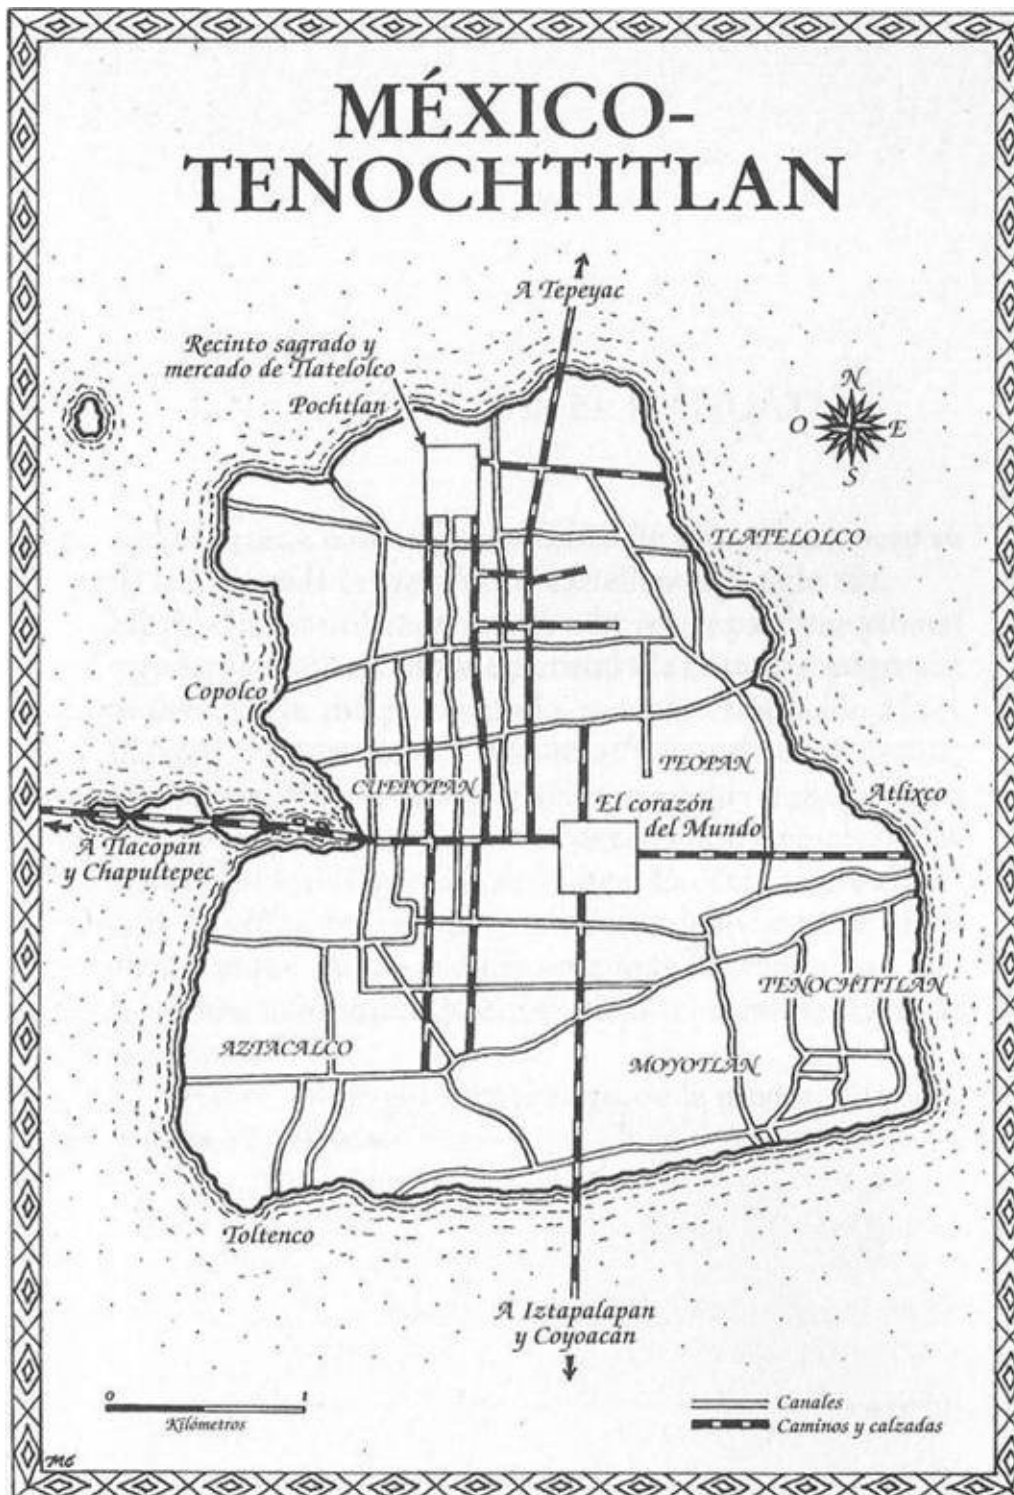 MÉXICO-
TENOCHTITLAN
A Tepeyac
Recinto sagrado y
mercado de Tlatelolco
Pochtlan
N
O
E
S
TLATELOLCO
Copolco
CUEPOPAN
TEOPAN
El corazón
del Mundo
Atlixco
A Tlacopan
y Chapultepec
TENOCHTITLAN
AZTACALCO
MOYOTLAN
Toltenco
A Iztapalapan
y Coyoacán
0
1
Kilómetros
Canales
Caminos y calzadas